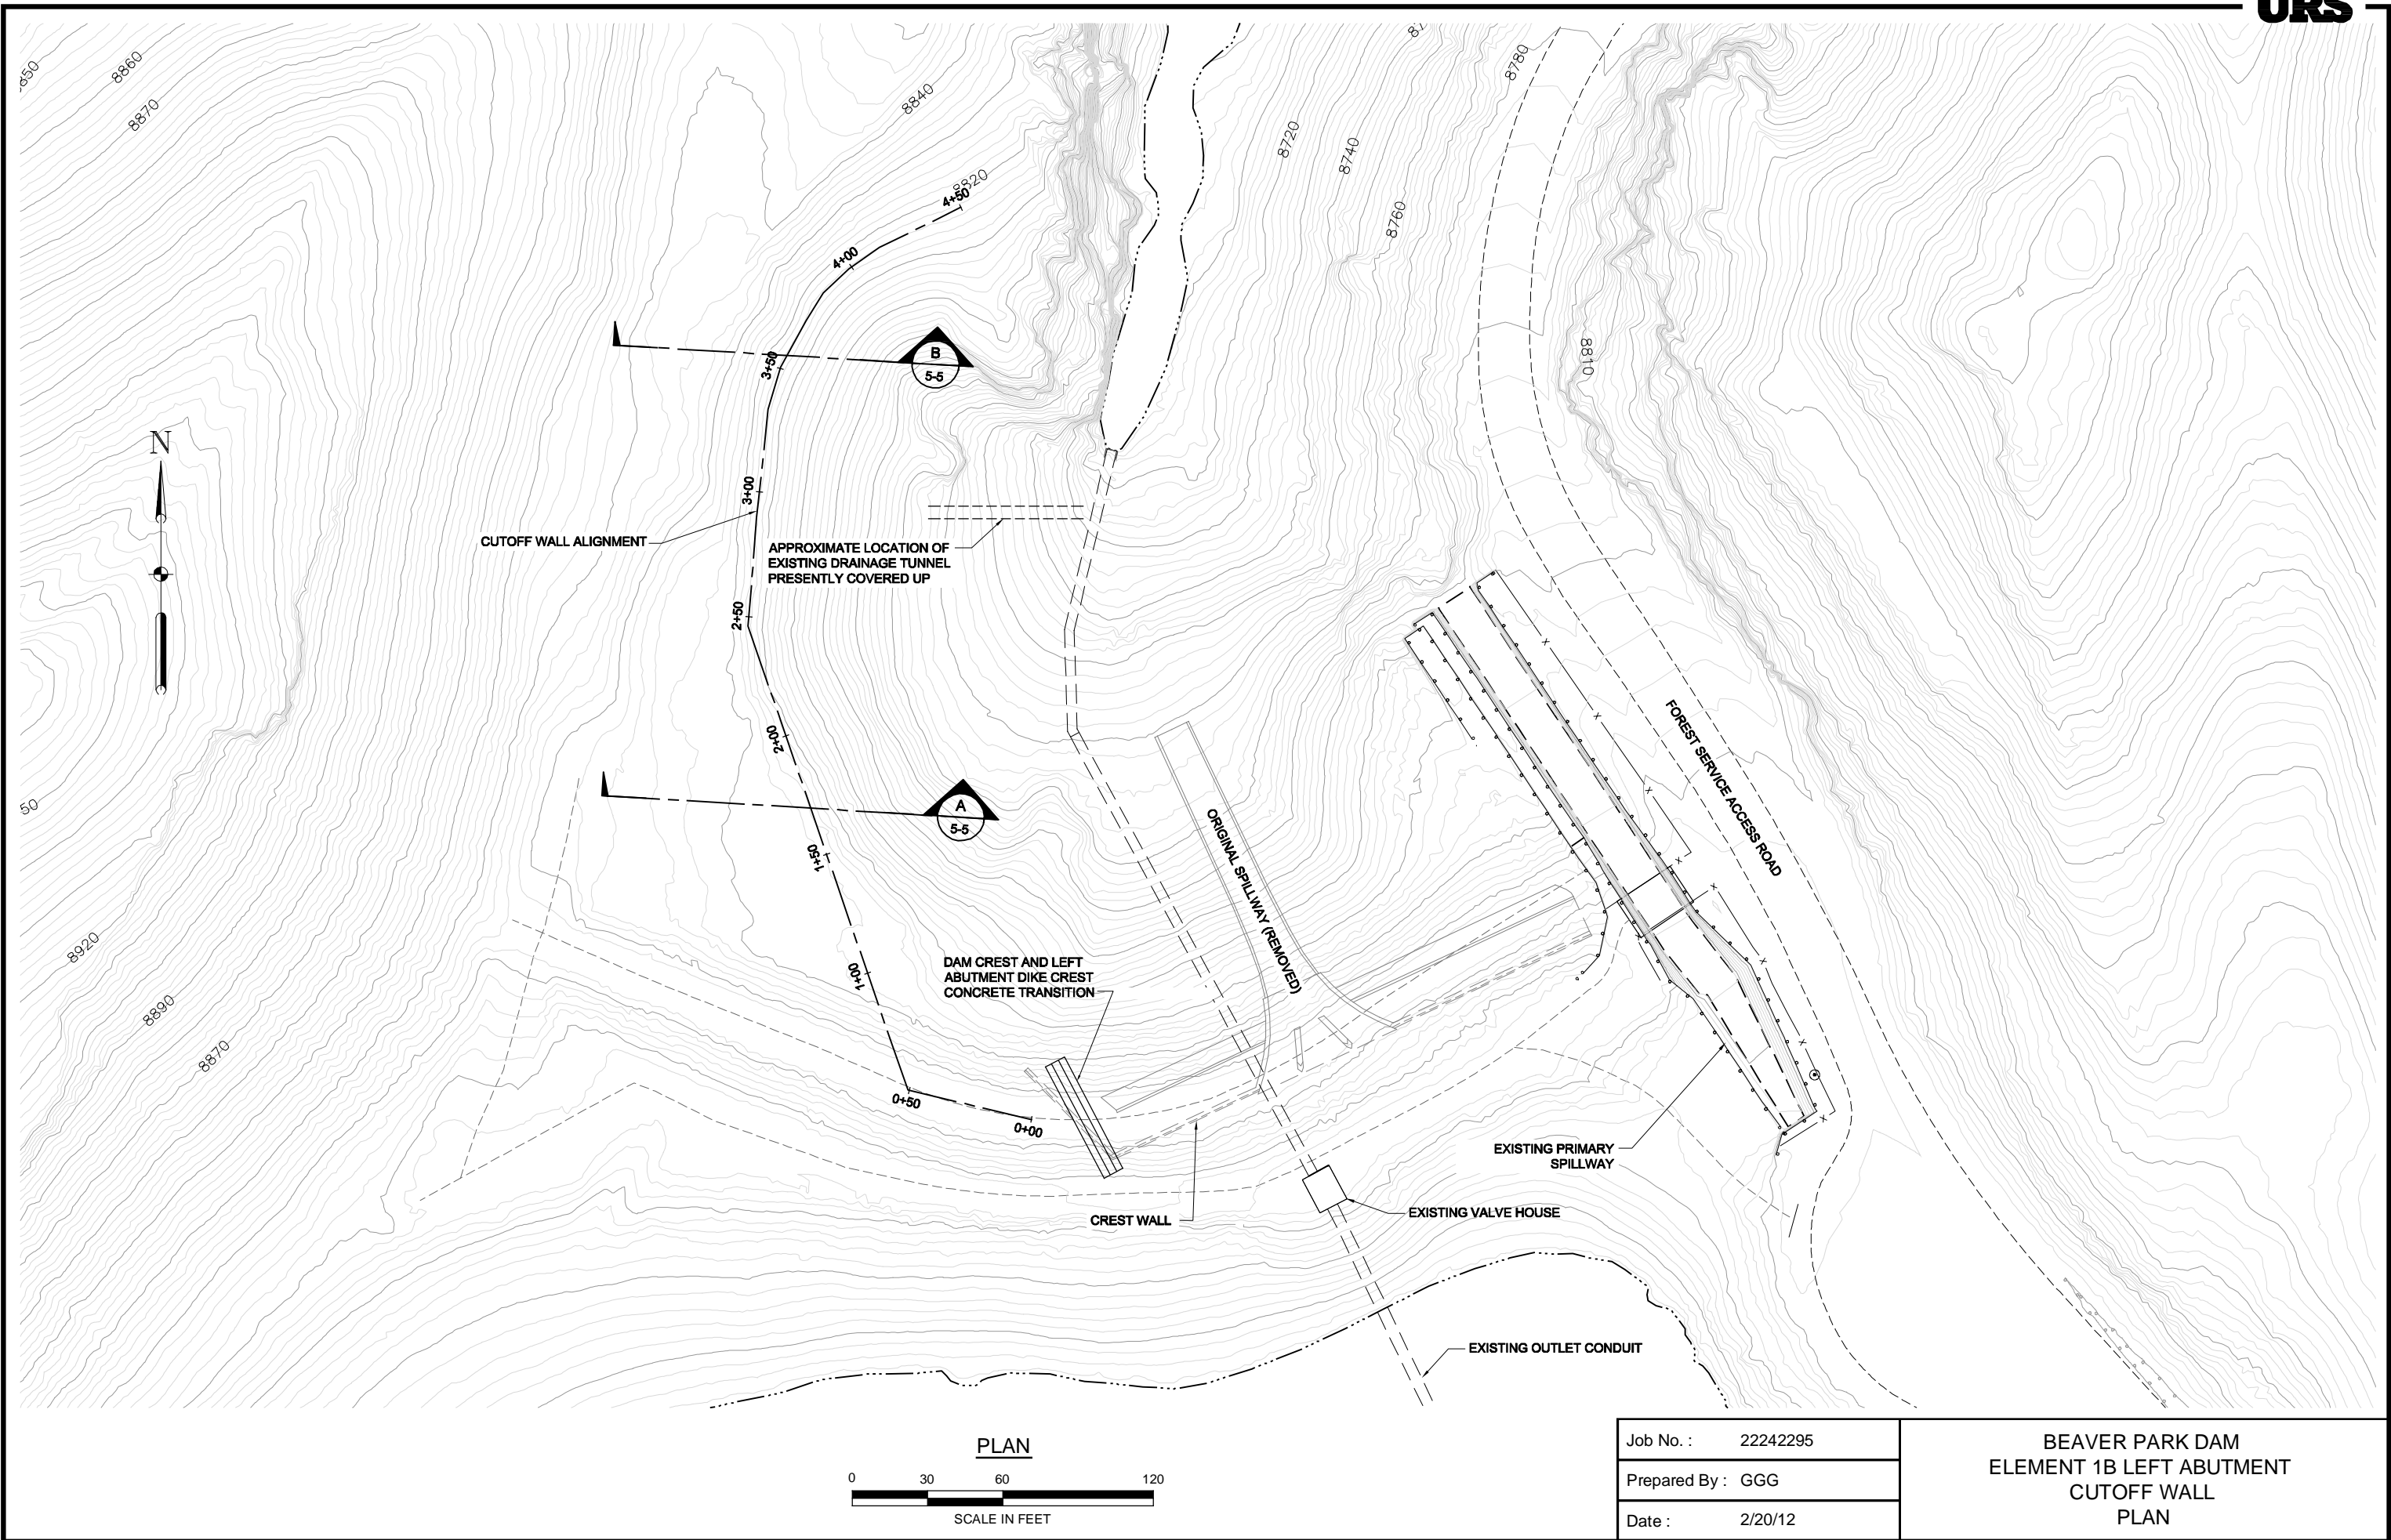 URS
8850
8860
8870
8840
8820
8720
8740
8760
8780
8810
4+50
4+00
3+50
B
5-5
N
3+00
CUTOFF WALL ALIGNMENT
APPROXIMATE LOCATION OF
EXISTING DRAINAGE TUNNEL
PRESENTLY COVERED UP
2+50
2+00
A
5-5
1+50
50
ORIGINAL SPILLWAY (REMOVED)
FOREST SERVICE ACCESS ROAD
8920
8890
8870
1+00
DAM CREST AND LEFT
ABUTMENT DIKE CREST
CONCRETE TRANSITION
0+50
0+00
EXISTING PRIMARY
SPILLWAY
CREST WALL
EXISTING VALVE HOUSE
EXISTING OUTLET CONDUIT
PLAN
0 30 60 120
SCALE IN FEET
Job No. : 22242295
Prepared By : GGG
Date : 2/20/12
BEAVER PARK DAM
ELEMENT 1B LEFT ABUTMENT
CUTOFF WALL
PLAN